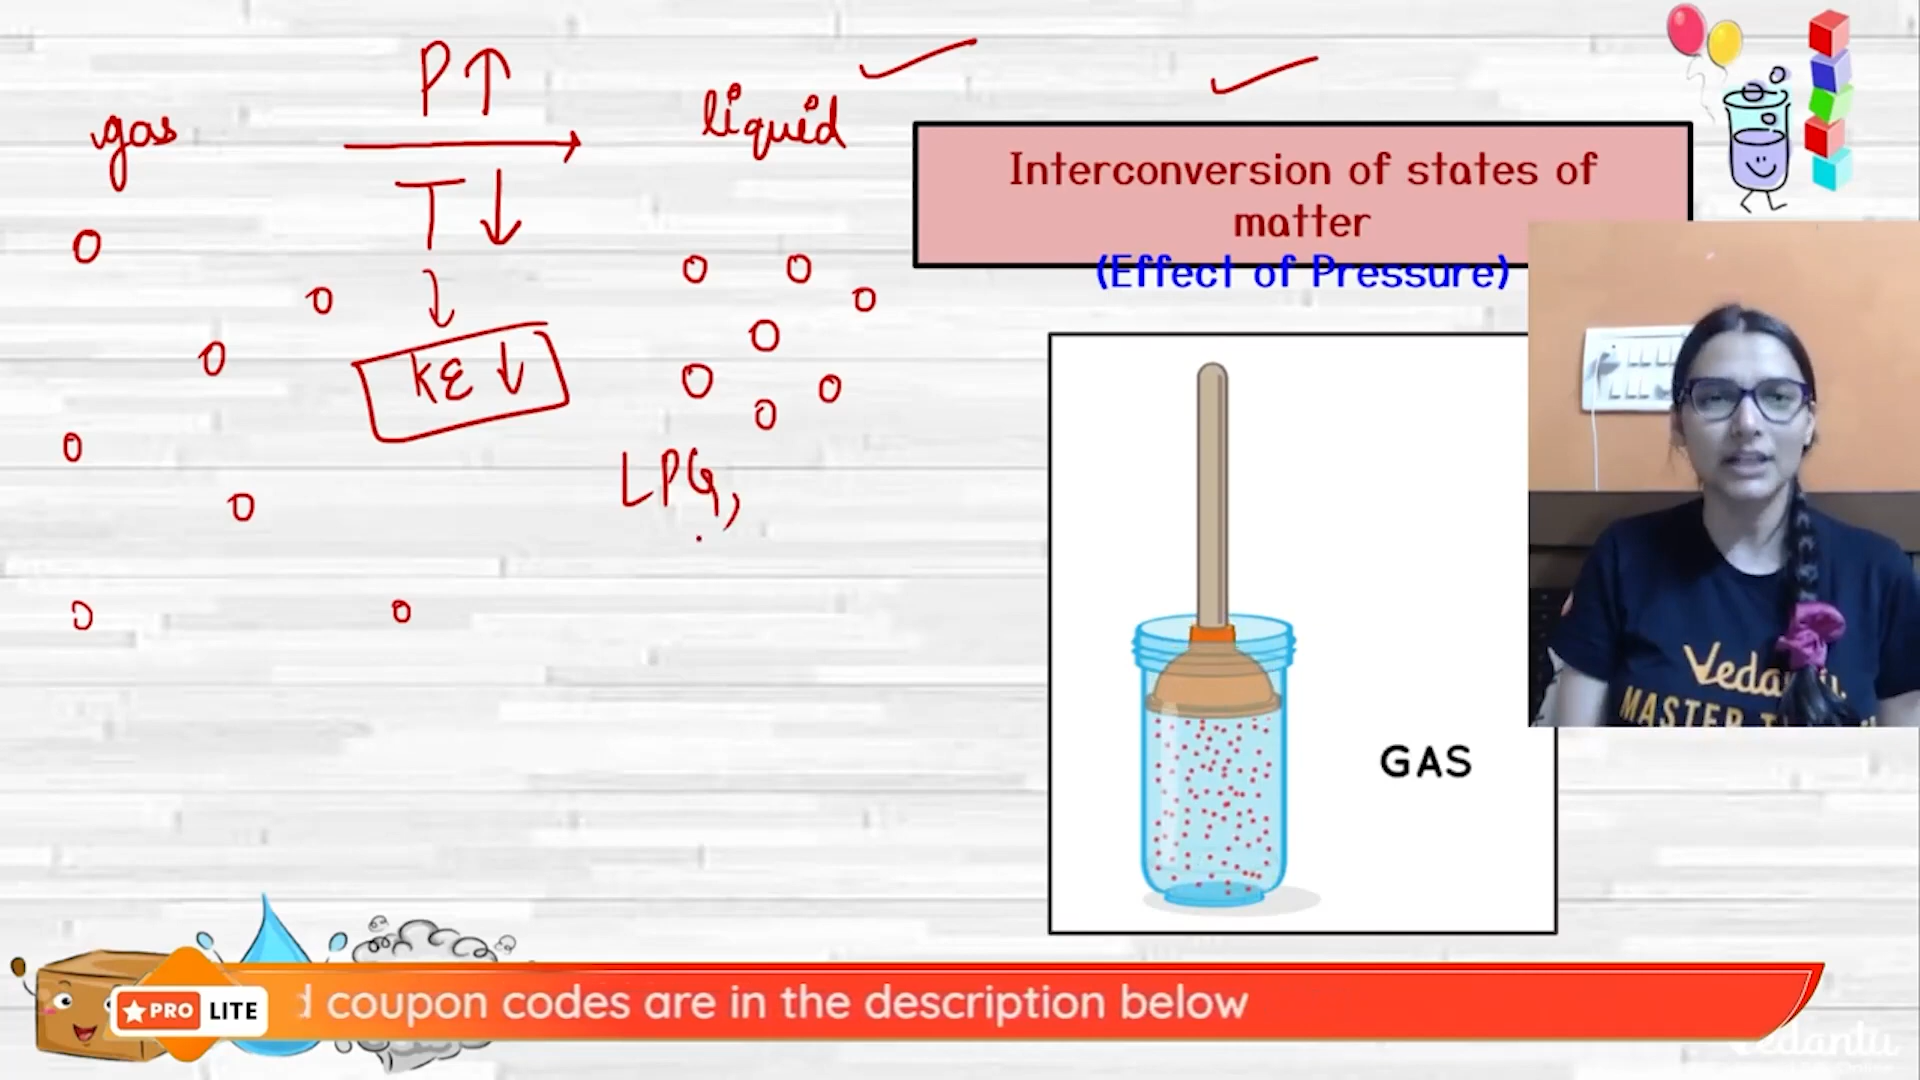 P↑
gas
liquid
T↓
↓
KE↓
LPG,
Interconversion of states of
matter
(Effect of Pressure)
GAS
MASTER T
PRO LITE
coupon codes are in the description below
Vedantu